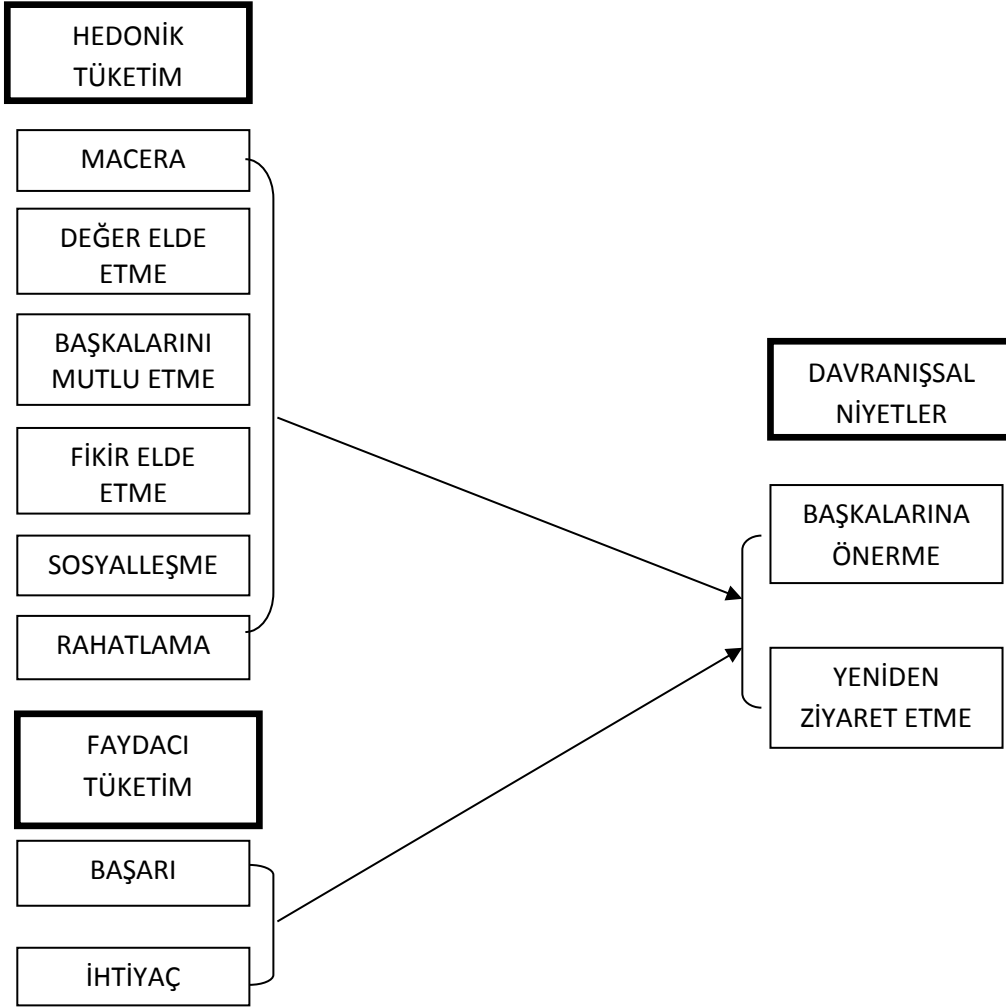 HEDONİK
TÜKETİM
MACERA
DEĞER ELDE
ETME
BAŞKALARINI
MUTLU ETME
FİKİR ELDE
ETME
SOSYALLEŞME
RAHATLAMA
FAYDACI
TÜKETİM
BAŞARI
İHTİYAÇ
DAVRANIŞSAL
NİYETLER
BAŞKALARINA
ÖNERME
YENİDEN
ZİYARET ETME